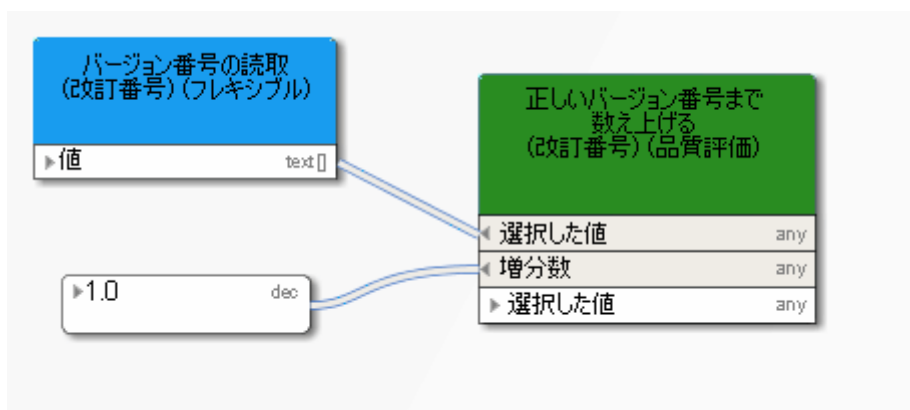 バージョン番号の読取
(改訂番号)(フレキシブル)
値 text[]
正しいバージョン番号まで
数え上げる
(改訂番号)(品質評価)
選択した値 any
増分数 any
選択した値 any
1.0 dec